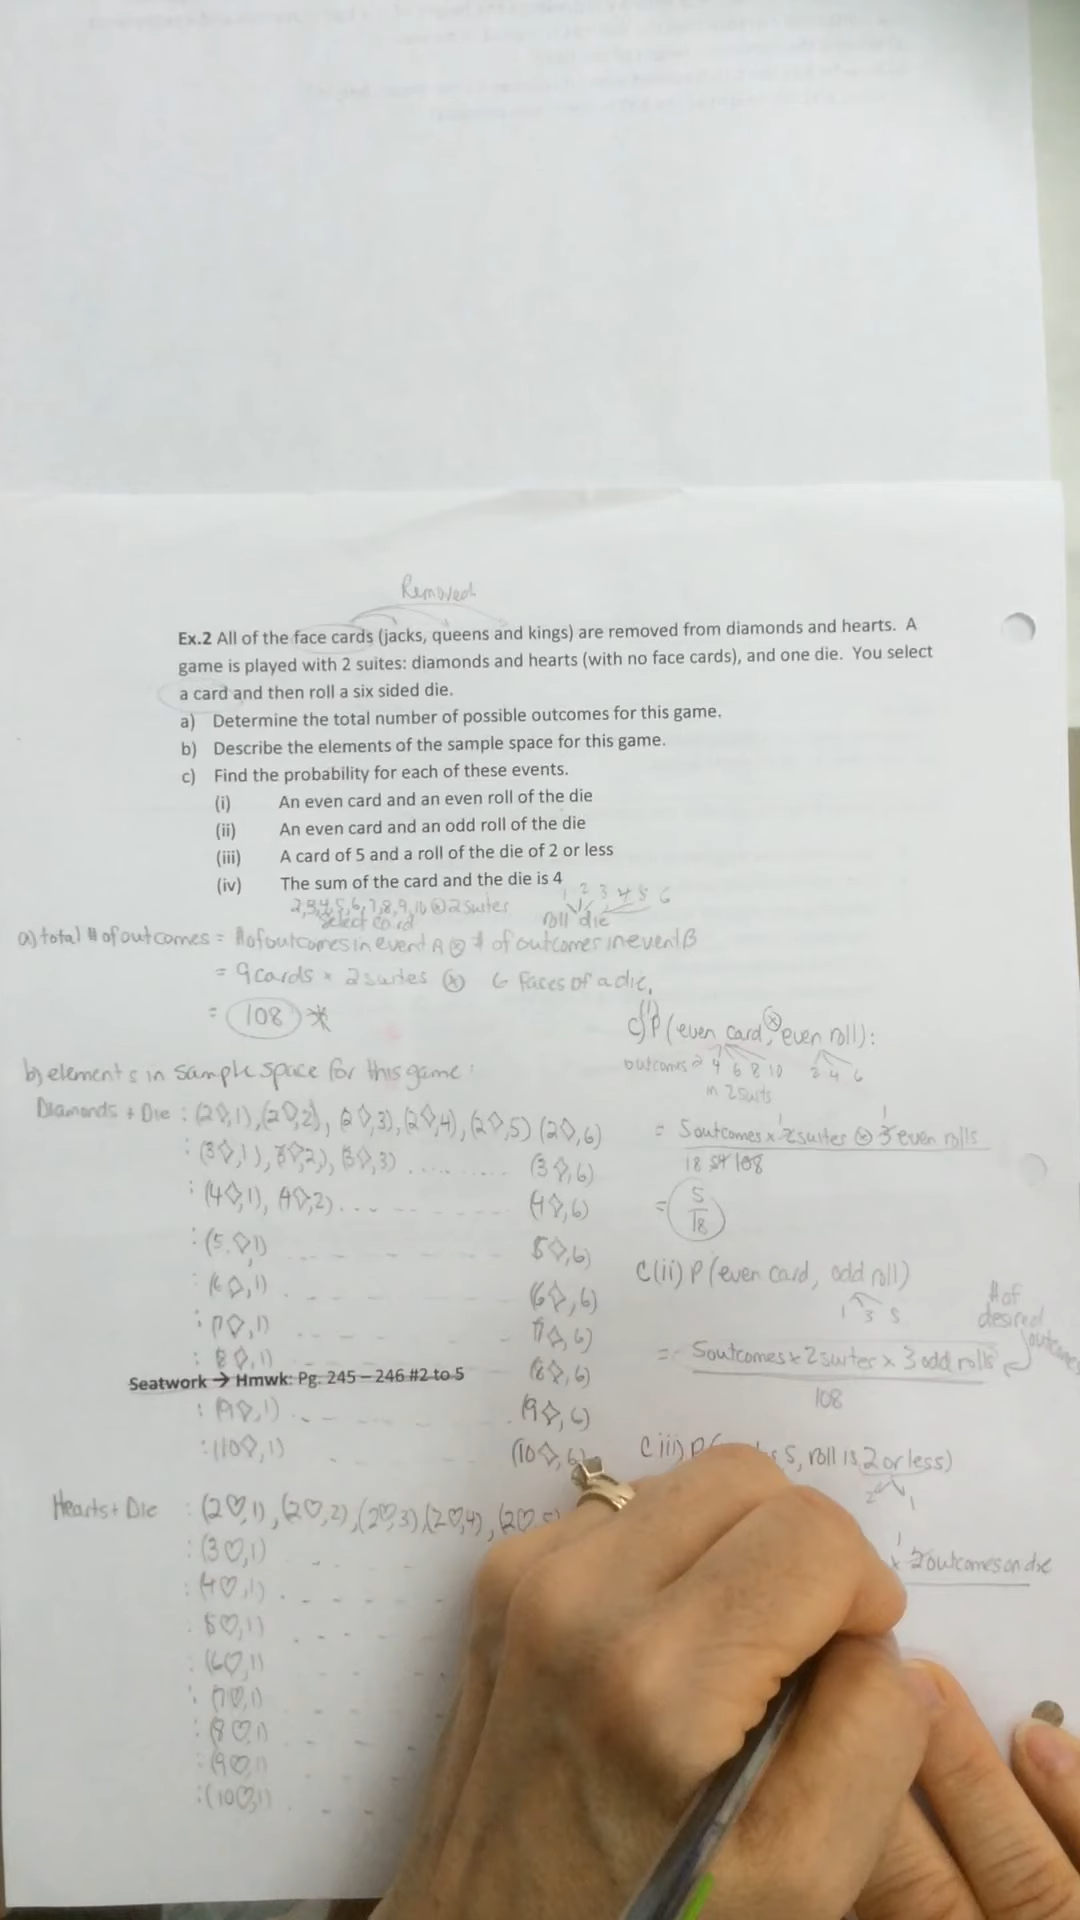 Removed
Ex.2 All of the face cards (jacks, queens and kings) are removed from diamonds and hearts. A
game is played with 2 suites: diamonds and hearts (with no face cards), and one die. You select
a card and then roll a six sided die.
a) Determine the total number of possible outcomes for this game.
b) Describe the elements of the sample space for this game.
c) Find the probability for each of these events.
(i) An even card and an even roll of the die
(ii) An even card and an odd roll of the die
(iii) A card of 5 and a roll of the die of 2 or less
(iv) The sum of the card and the die is 4
2,3,4,5,6,7,8,9,10 ⊗ 2 suites 1 2 3 4 5 6
select card roll die
a) total # of outcomes = # of outcomes in event A ⊗ # of outcomes in event B
= 9 cards × 2 suites ⊗ 6 faces of a die.
= 108 *
b) elements in sample space for this game:
Diamonds + Die : (2◇,1), (2◇,2), (2◇,3), (2◇,4), (2◇,5) (2◇,6)
: (3◇,1), 3◇,2), (3◇,3) .......... (3◇,6)
: (4◇,1), 4◇,2)... - - - - - (4◇,6)
: (5◇,1) - - - - - - 5◇,6)
: (6◇,1) - - - - - - (6◇,6)
: (7◇,1) - - - - - - 7◇,6)
: 8◇,1) (8◇,6)
Seatwork → Hmwk: Pg. 245 – 246 #2 to 5
: (9◇,1) - - - - - (9◇,6)
: (10◇,1) - - - - - (10◇,6)
Hearts + Die : (2♡,1), (2♡,2), (2♡,3) (2♡,4), (2♡,5)
: (3♡,1) - -
: (4♡,1) - - - -
: 5♡,1) - - - -
: (6♡,1) - - -
: (7♡,1) - - -
: (8♡,1) - - -
: (9♡,1) - -
: (10♡,1) - - -
c)(i) P(even card, ⊗ even roll):
outcomes 2 4 6 8 10 2 4 6
in 2 suits
1 1
= 5 outcomes × 2 suites ⊗ 3 even rolls
18 54 108
= 5
18
c(ii) P (even card, odd roll)
1 3 5
# of
desired
outcomes
= 5 outcomes × 2 suites × 3 odd rolls
108
c iii) P( 5, roll is 2 or less)
2 1
1
× 2 outcomes on die